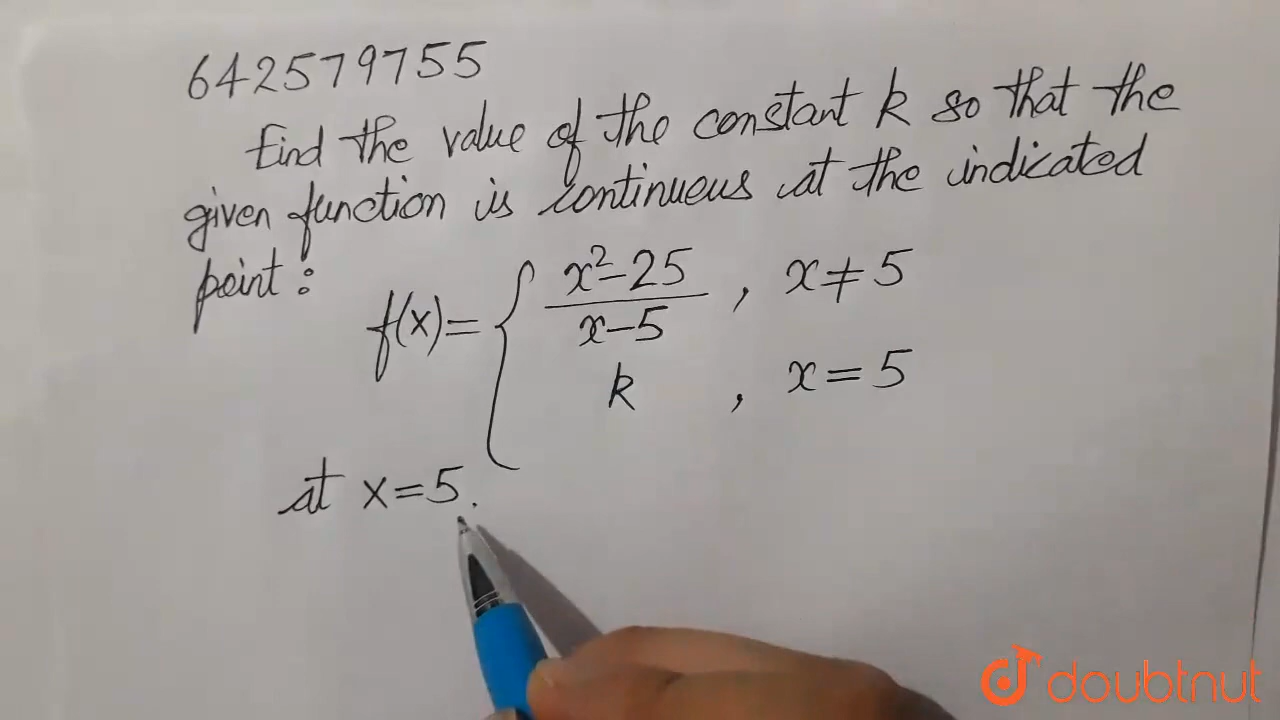 642579755
Find the value of the constant k so that the
given function is continuous at the indicated
point :
f(x)= { x²-25 / x-5 , x≠5
k , x=5
at x=5.
doubtnut